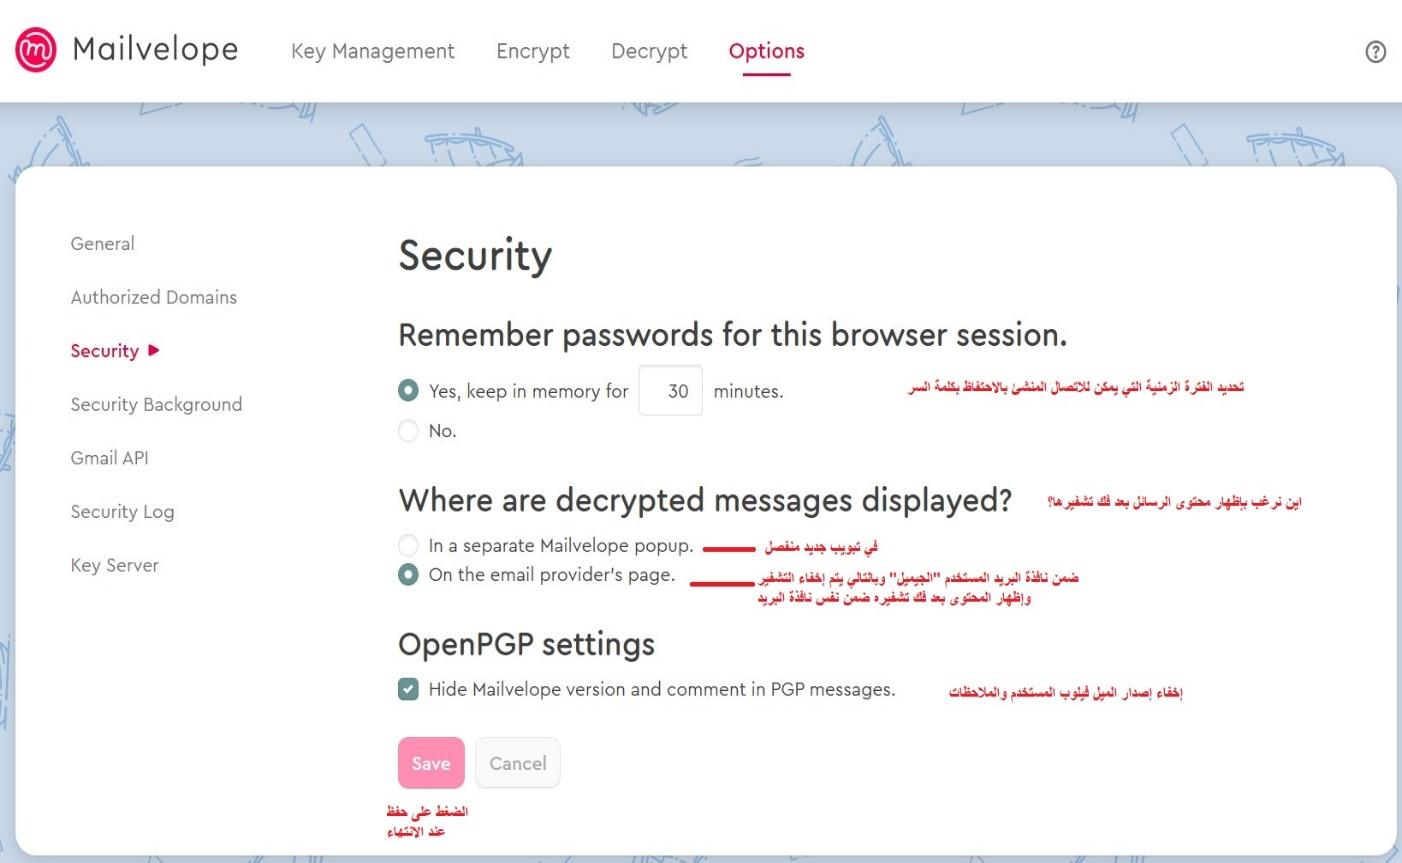 Mailvelope
Key Management
Encrypt
Decrypt
Options
General
Authorized Domains
Security
Security Background
Gmail API
Security Log
Key Server
Security
Remember passwords for this browser session.
Yes, keep in memory for 30 minutes.
تحديد الفترة الزمنية التي يمكن للاتصال المنشئ بالاحتفاظ بكلمة السر
No.
Where are decrypted messages displayed?
اين نرغب بإظهار محتوى الرسائل بعد فك تشفيرها؟
In a separate Mailvelope popup.
في تبويب جديد منفصل
On the email provider's page.
ضمن نافذة البريد المستخدم "الجيميل" وبالتالي يتم إخفاء التشفير
وإظهار المحتوى بعد فك تشفيره ضمن نفس نافذة البريد
OpenPGP settings
Hide Mailvelope version and comment in PGP messages.
إخفاء إصدار الميل فيلوب المستخدم والملاحظات
Save
Cancel
الضغط على حفظ
عند الانتهاء